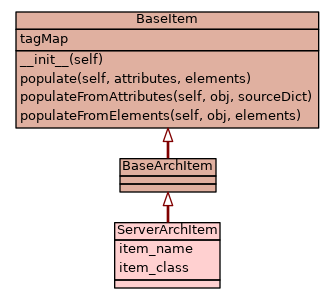 BaseItem
tagMap
__init__(self)
populate(self, attributes, elements)
populateFromAttributes(self, obj, sourceDict)
populateFromElements(self, obj, elements)
BaseArchItem
ServerArchItem
item_name
item_class